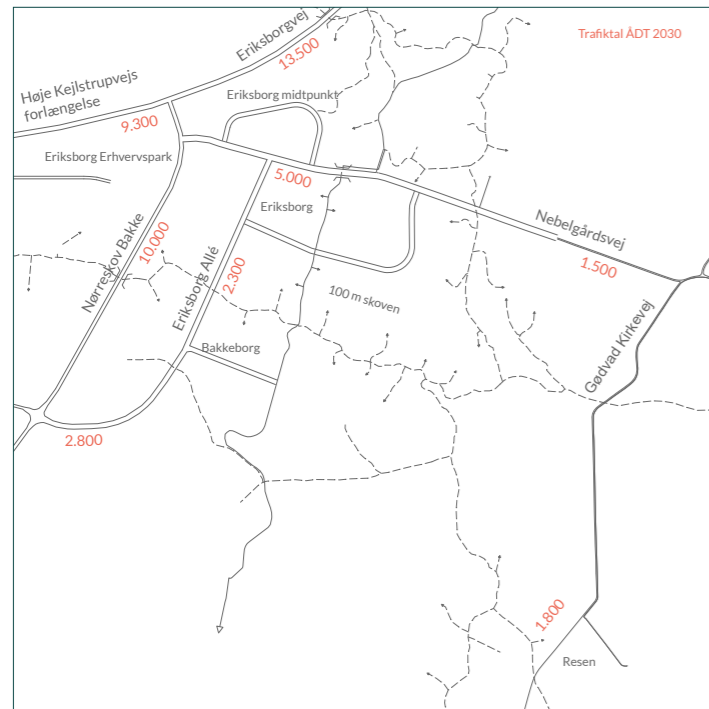 Trafiktal ÅDT 2030
Eriksborgvej
13.500
Høje Kejlstrupvejs
forlængelse
9.300
Eriksborg midtpunkt
Eriksborg Erhvervspark
5.000
Eriksborg
Nebelgårdsvej
1.500
Nørreskov Bakke
10.000
Eriksborg Allé
2.300
100 m skoven
Gødvad Kirkevej
Bakkeborg
2.800
1.800
Resen